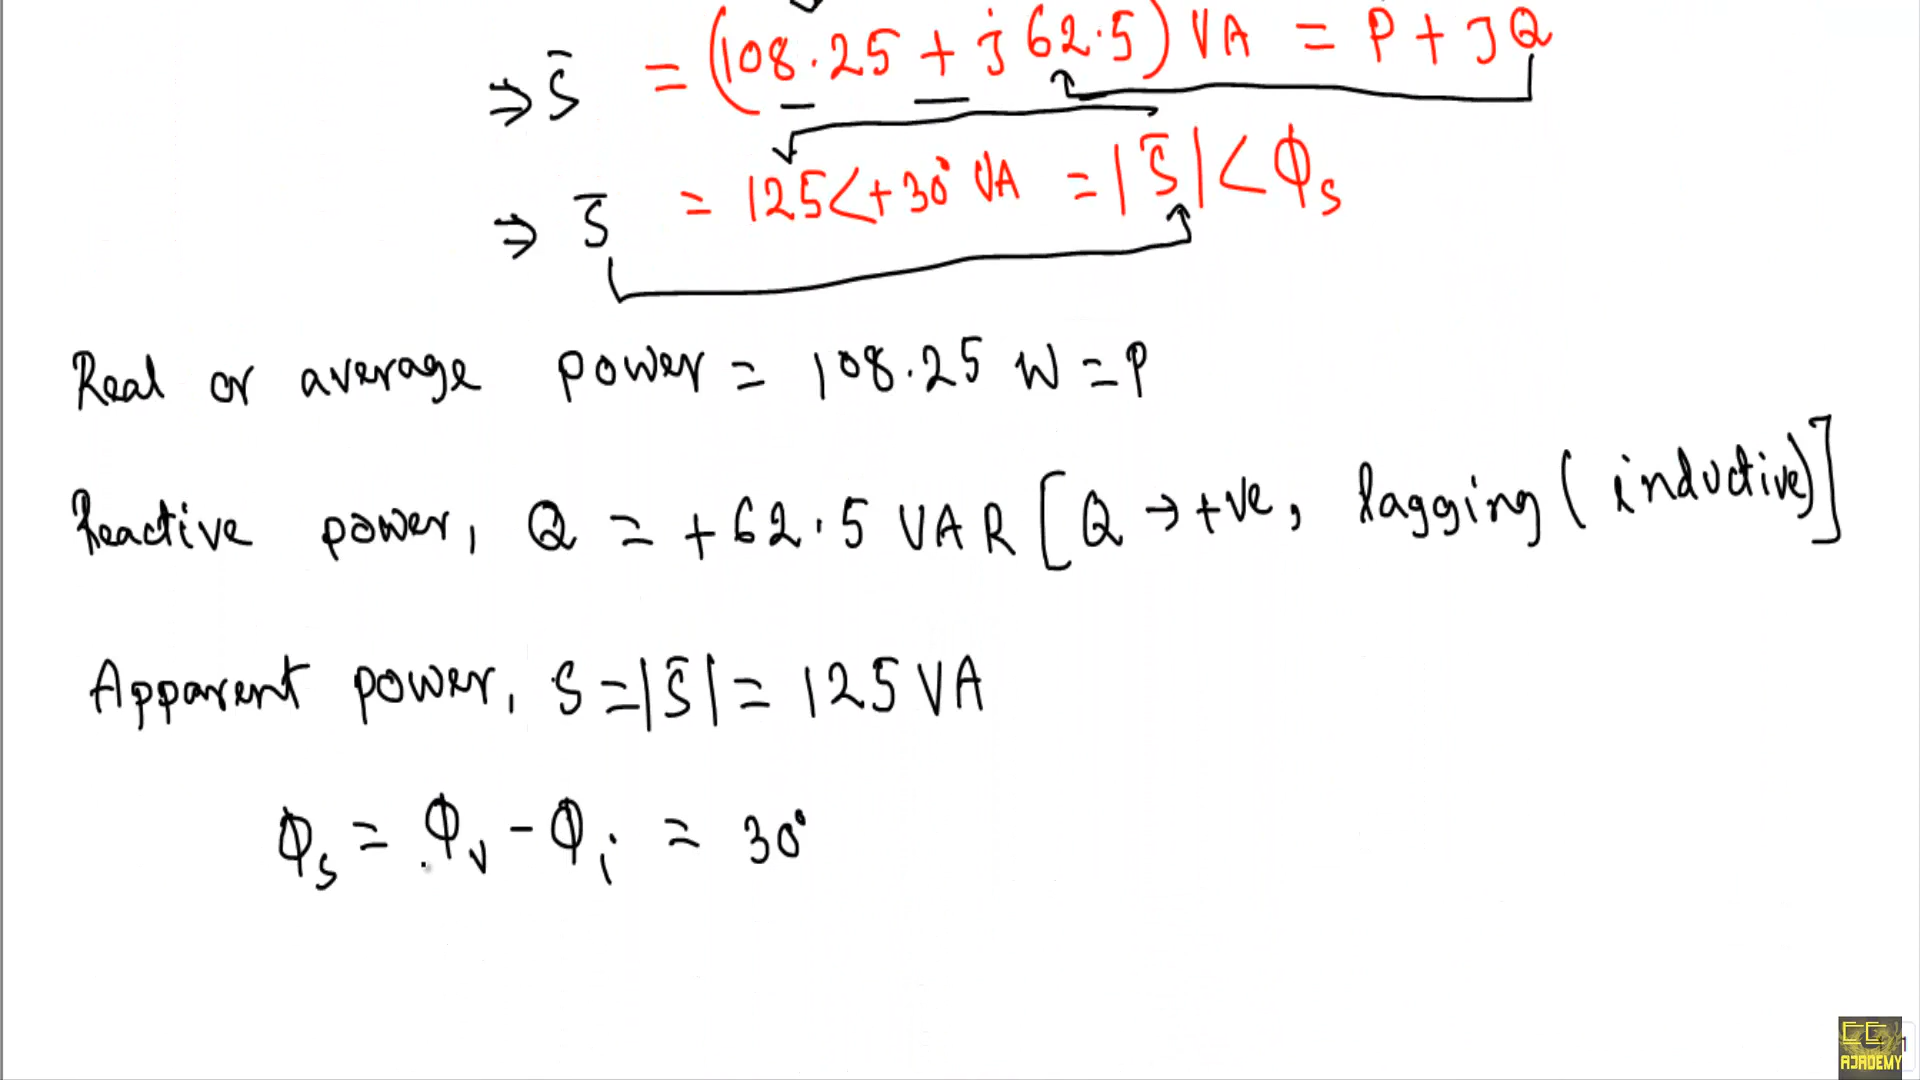 ⇒ S̄ = (108.25 + j 62.5) VA = P + jQ
⇒ S̄ = 125<+30° VA = |S̄|<ϕs
Real or average power = 108.25 W = P
Reactive power, Q = +62.5 VAR [Q → +ve, lagging (inductive)]
Apparent power, S = |S̄| = 125 VA
ϕs = ϕv - ϕi = 30°
EE
AJADEMY